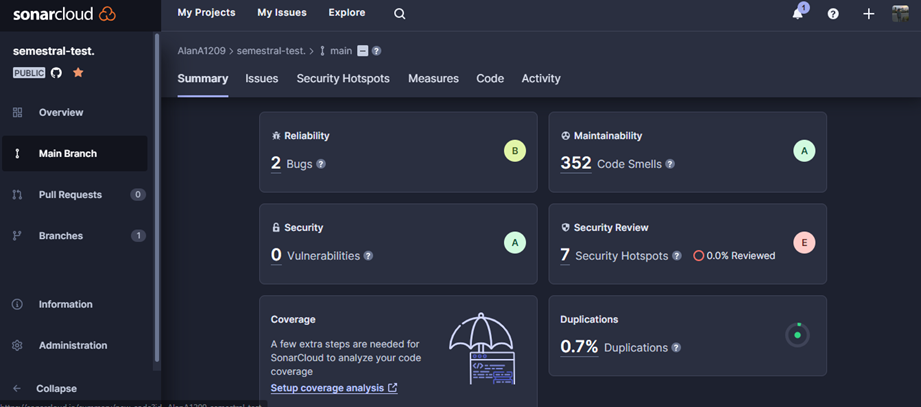 sonarcloud
My Projects My Issues Explore
1
semestral-test.
PUBLIC
AlanA1209 > semestral-test. > main
Summary Issues Security Hotspots Measures Code Activity
Overview
Main Branch
Pull Requests 0
Branches 1
Information
Administration
Collapse
Reliability
2 Bugs ?
B
Maintainability
352 Code Smells ?
A
Security
0 Vulnerabilities ?
A
Security Review
7 Security Hotspots ? 0.0% Reviewed
E
Coverage
A few extra steps are needed for
SonarCloud to analyze your code
coverage
Setup coverage analysis
Duplications
0.7% Duplications ?